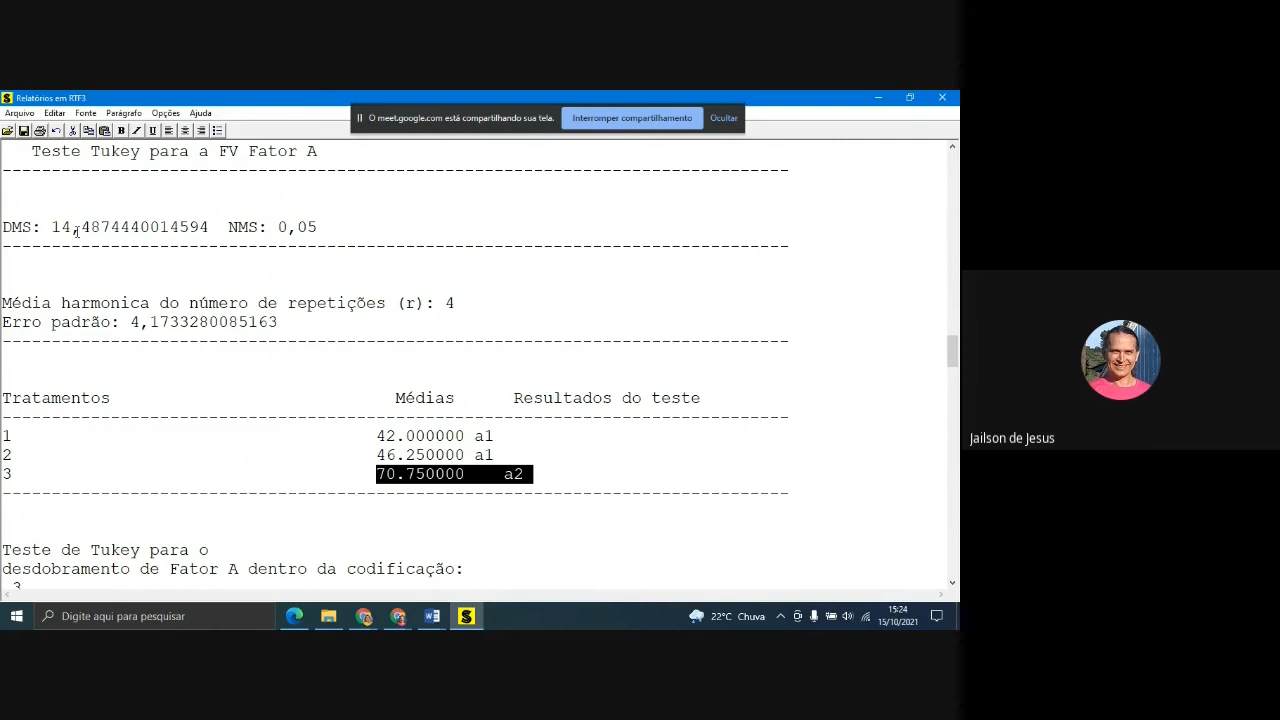 Relatórios em RTF3
Arquivo Editar Fonte Parágrafo Opções Ajuda
O meet.google.com está compartilhando sua tela. Interromper compartilhamento Ocultar
B I U
Teste Tukey para a FV Fator A
--------------------------------------------------------------------------------
DMS: 14,4874440014594 NMS: 0,05
--------------------------------------------------------------------------------
Média harmonica do número de repetições (r): 4
Erro padrão: 4,1733280085163
--------------------------------------------------------------------------------
Tratamentos Médias Resultados do teste
--------------------------------------------------------------------------------
1 42.000000 a1
2 46.250000 a1
3 70.750000 a2
--------------------------------------------------------------------------------
Teste de Tukey para o
desdobramento de Fator A dentro da codificação:
3
Jailson de Jesus
Digite aqui para pesquisar
22°C Chuva
15:24
15/10/2021